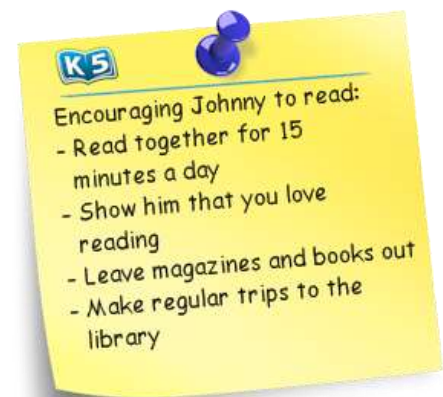 K5
Encouraging Johnny to read:
- Read together for 15
minutes a day
- Show him that you love
reading
- Leave magazines and books out
- Make regular trips to the
library